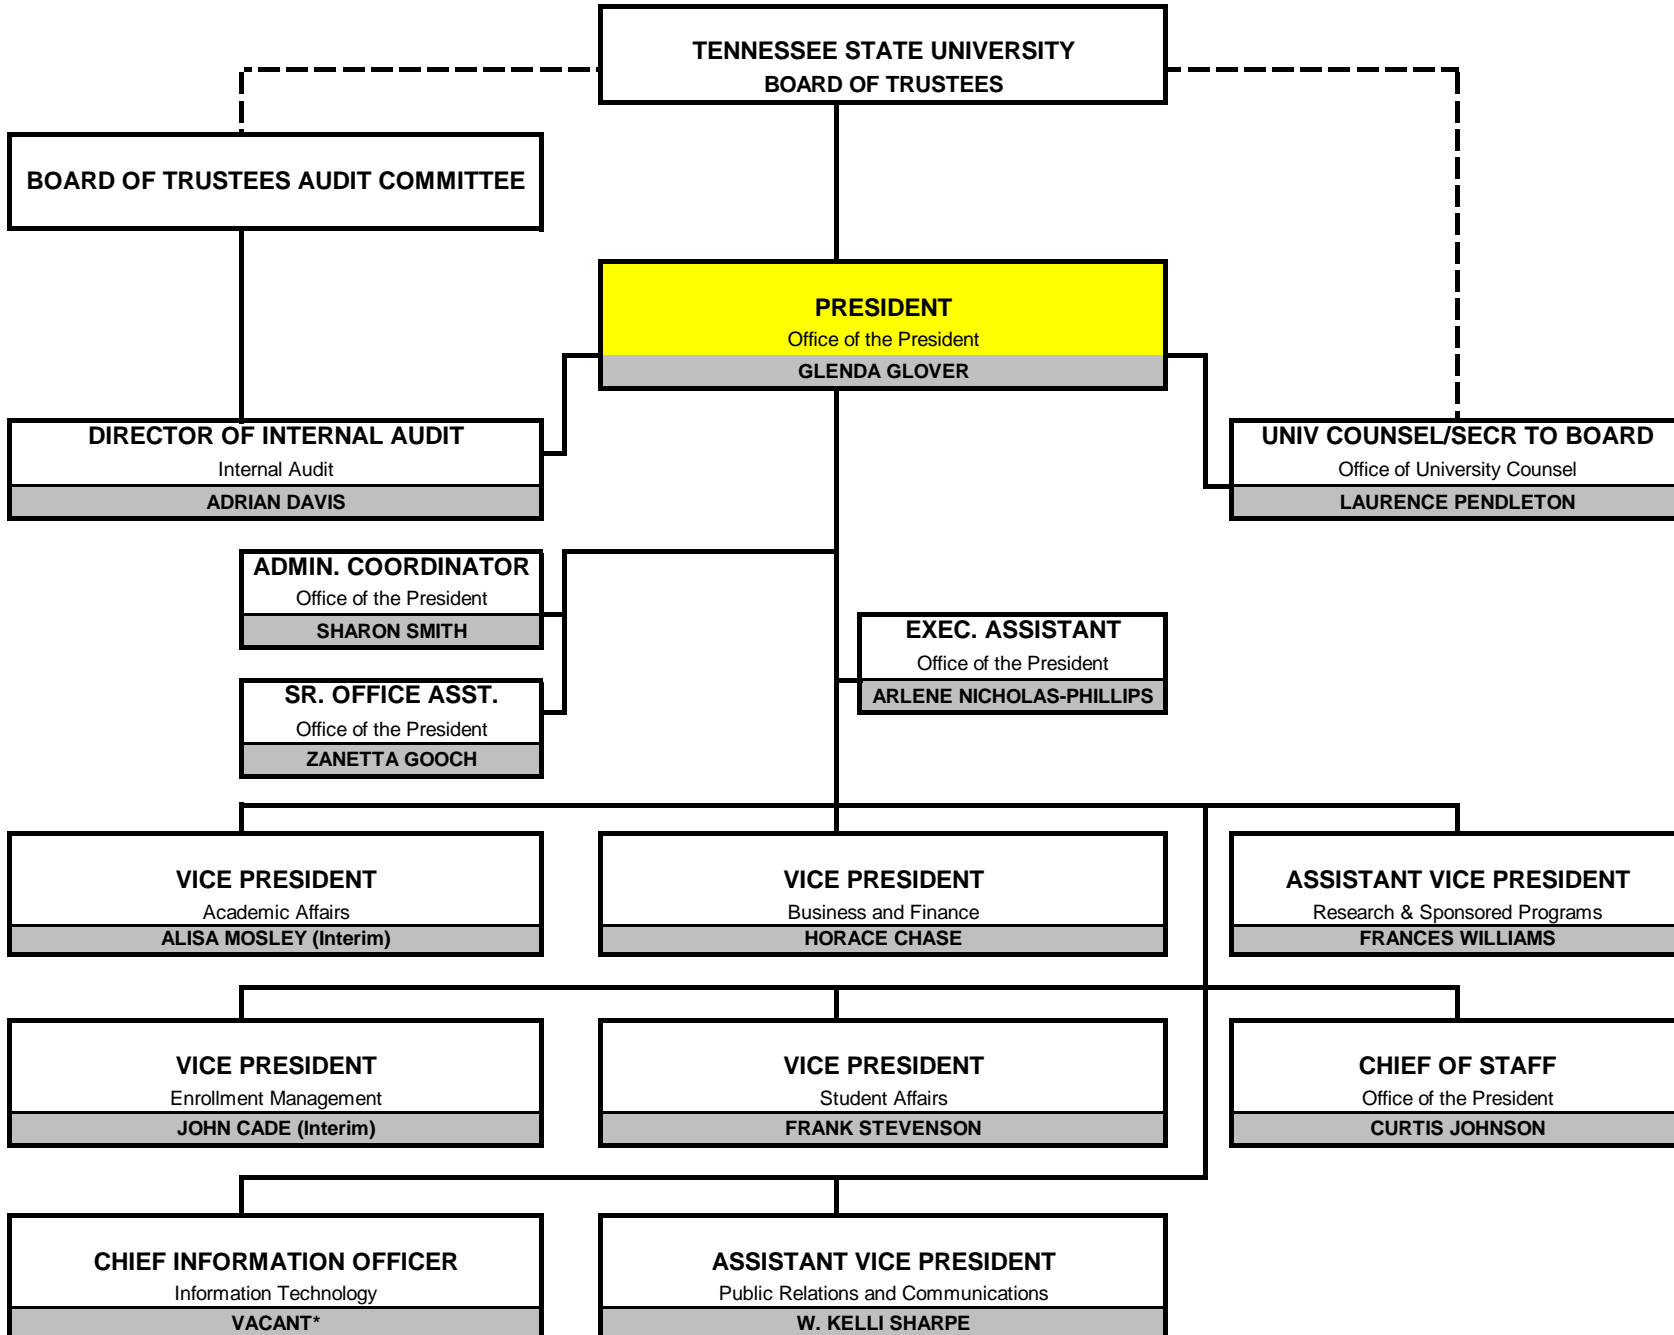 TENNESSEE STATE UNIVERSITY
BOARD OF TRUSTEES
BOARD OF TRUSTEES AUDIT COMMITTEE
PRESIDENT
Office of the President
GLENDA GLOVER
DIRECTOR OF INTERNAL AUDIT
Internal Audit
ADRIAN DAVIS
UNIV COUNSEL/SECR TO BOARD
Office of University Counsel
LAURENCE PENDLETON
ADMIN. COORDINATOR
Office of the President
SHARON SMITH
EXEC. ASSISTANT
Office of the President
ARLENE NICHOLAS-PHILLIPS
SR. OFFICE ASST.
Office of the President
ZANETTA GOOCH
VICE PRESIDENT
Academic Affairs
ALISA MOSLEY (Interim)
VICE PRESIDENT
Business and Finance
HORACE CHASE
ASSISTANT VICE PRESIDENT
Research & Sponsored Programs
FRANCES WILLIAMS
VICE PRESIDENT
Enrollment Management
JOHN CADE (Interim)
VICE PRESIDENT
Student Affairs
FRANK STEVENSON
CHIEF OF STAFF
Office of the President
CURTIS JOHNSON
CHIEF INFORMATION OFFICER
Information Technology
VACANT*
ASSISTANT VICE PRESIDENT
Public Relations and Communications
W. KELLI SHARPE